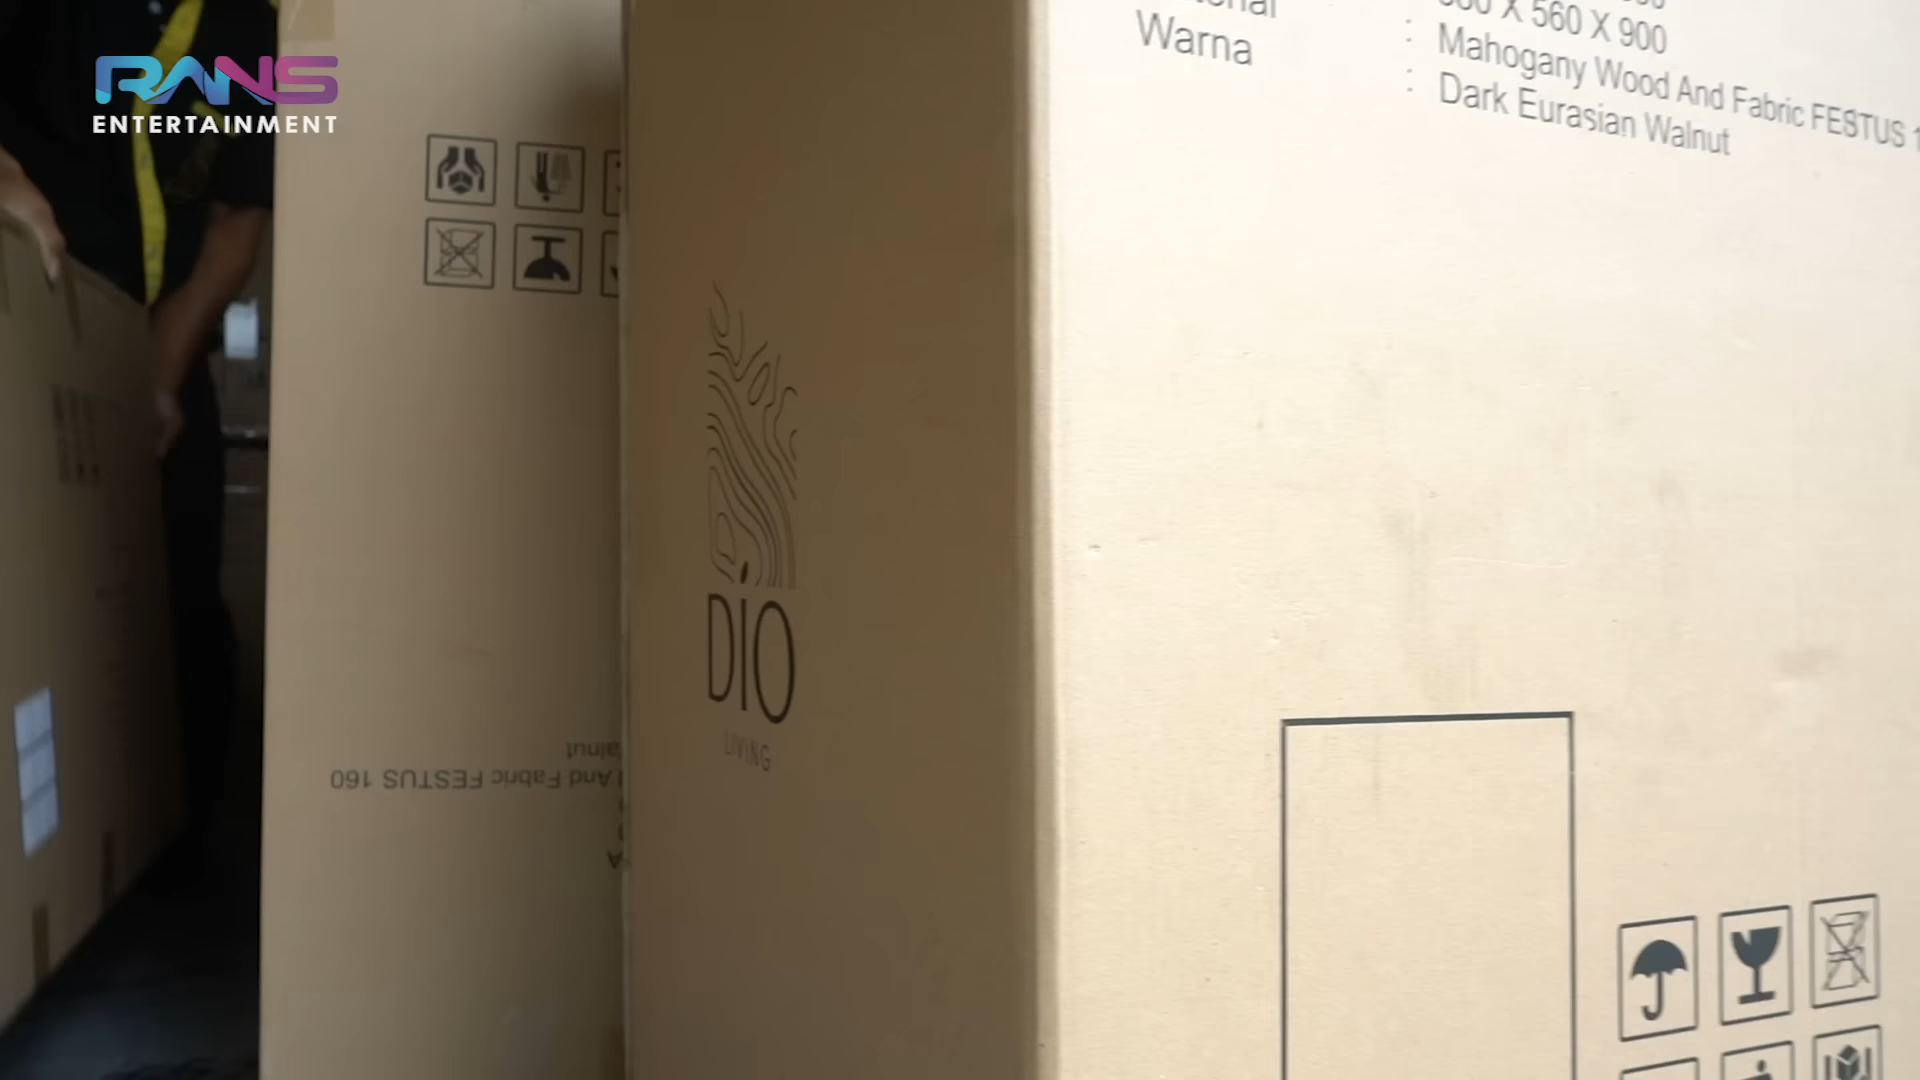 RANS
ENTERTAINMENT
X 560 X 900
Warna
: Mahogany Wood And Fabric FESTUS
: Dark Eurasian Walnut
DIO
LIVING
And Fabric FESTUS 160